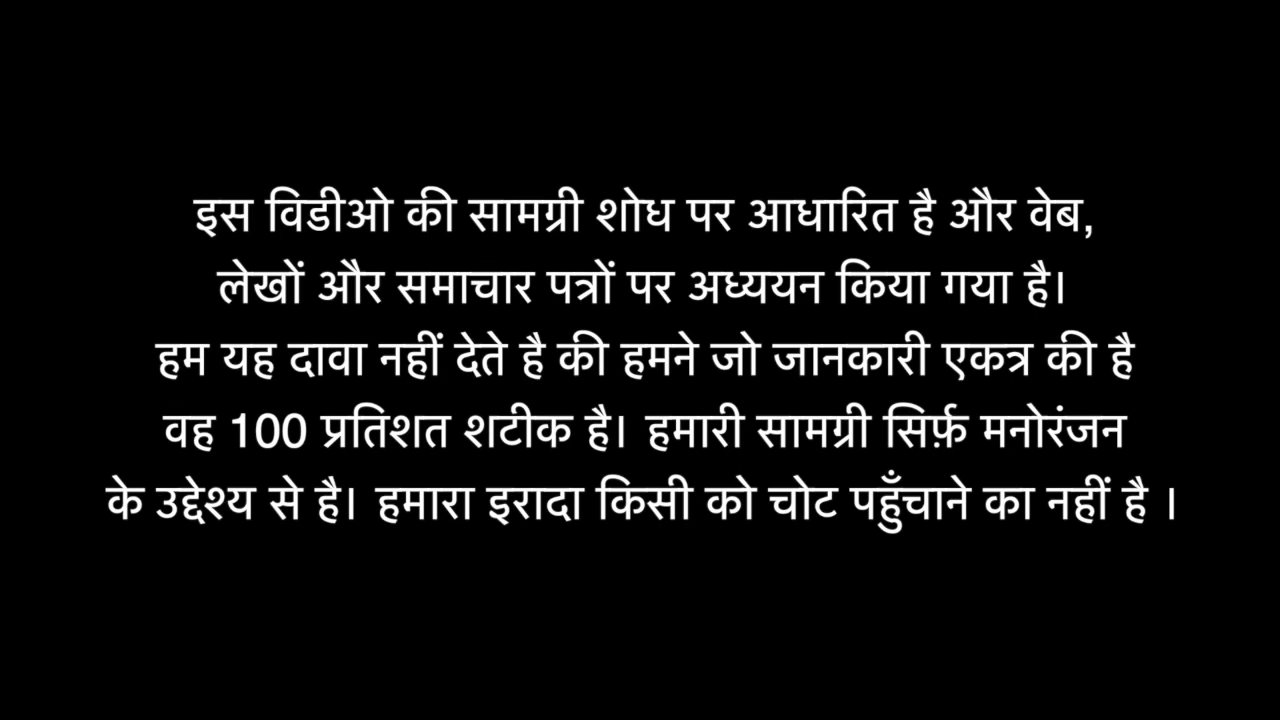 इस विडीओ की सामग्री शोध पर आधारित है और वेब,
लेखों और समाचार पत्रों पर अध्ययन किया गया है।
हम यह दावा नहीं देते है की हमने जो जानकारी एकत्र की है
वह 100 प्रतिशत शटीक है। हमारी सामग्री सिर्फ़ मनोरंजन
के उद्देश्य से है। हमारा इरादा किसी को चोट पहुँचाने का नहीं है ।